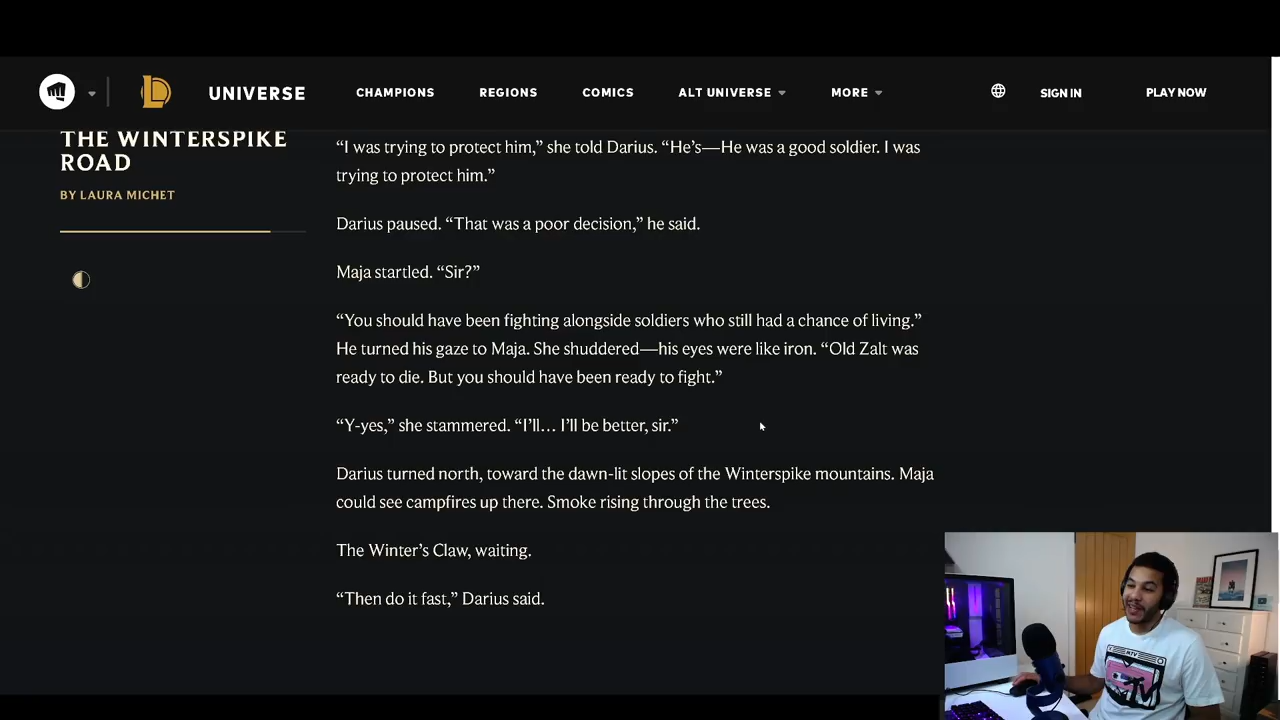 UNIVERSE CHAMPIONS REGIONS COMICS ALT UNIVERSE MORE SIGN IN PLAY NOW
THE WINTERSPIKE
ROAD
BY LAURA MICHET
“I was trying to protect him,” she told Darius. “He’s—He was a good soldier. I was
trying to protect him.”
Darius paused. “That was a poor decision,” he said.
Maja startled. “Sir?”
“You should have been fighting alongside soldiers who still had a chance of living.”
He turned his gaze to Maja. She shuddered—his eyes were like iron. “Old Zalt was
ready to die. But you should have been ready to fight.”
“Y-yes,” she stammered. “I’ll… I’ll be better, sir.”
Darius turned north, toward the dawn-lit slopes of the Winterspike mountains. Maja
could see campfires up there. Smoke rising through the trees.
The Winter’s Claw, waiting.
“Then do it fast,” Darius said.
MTV